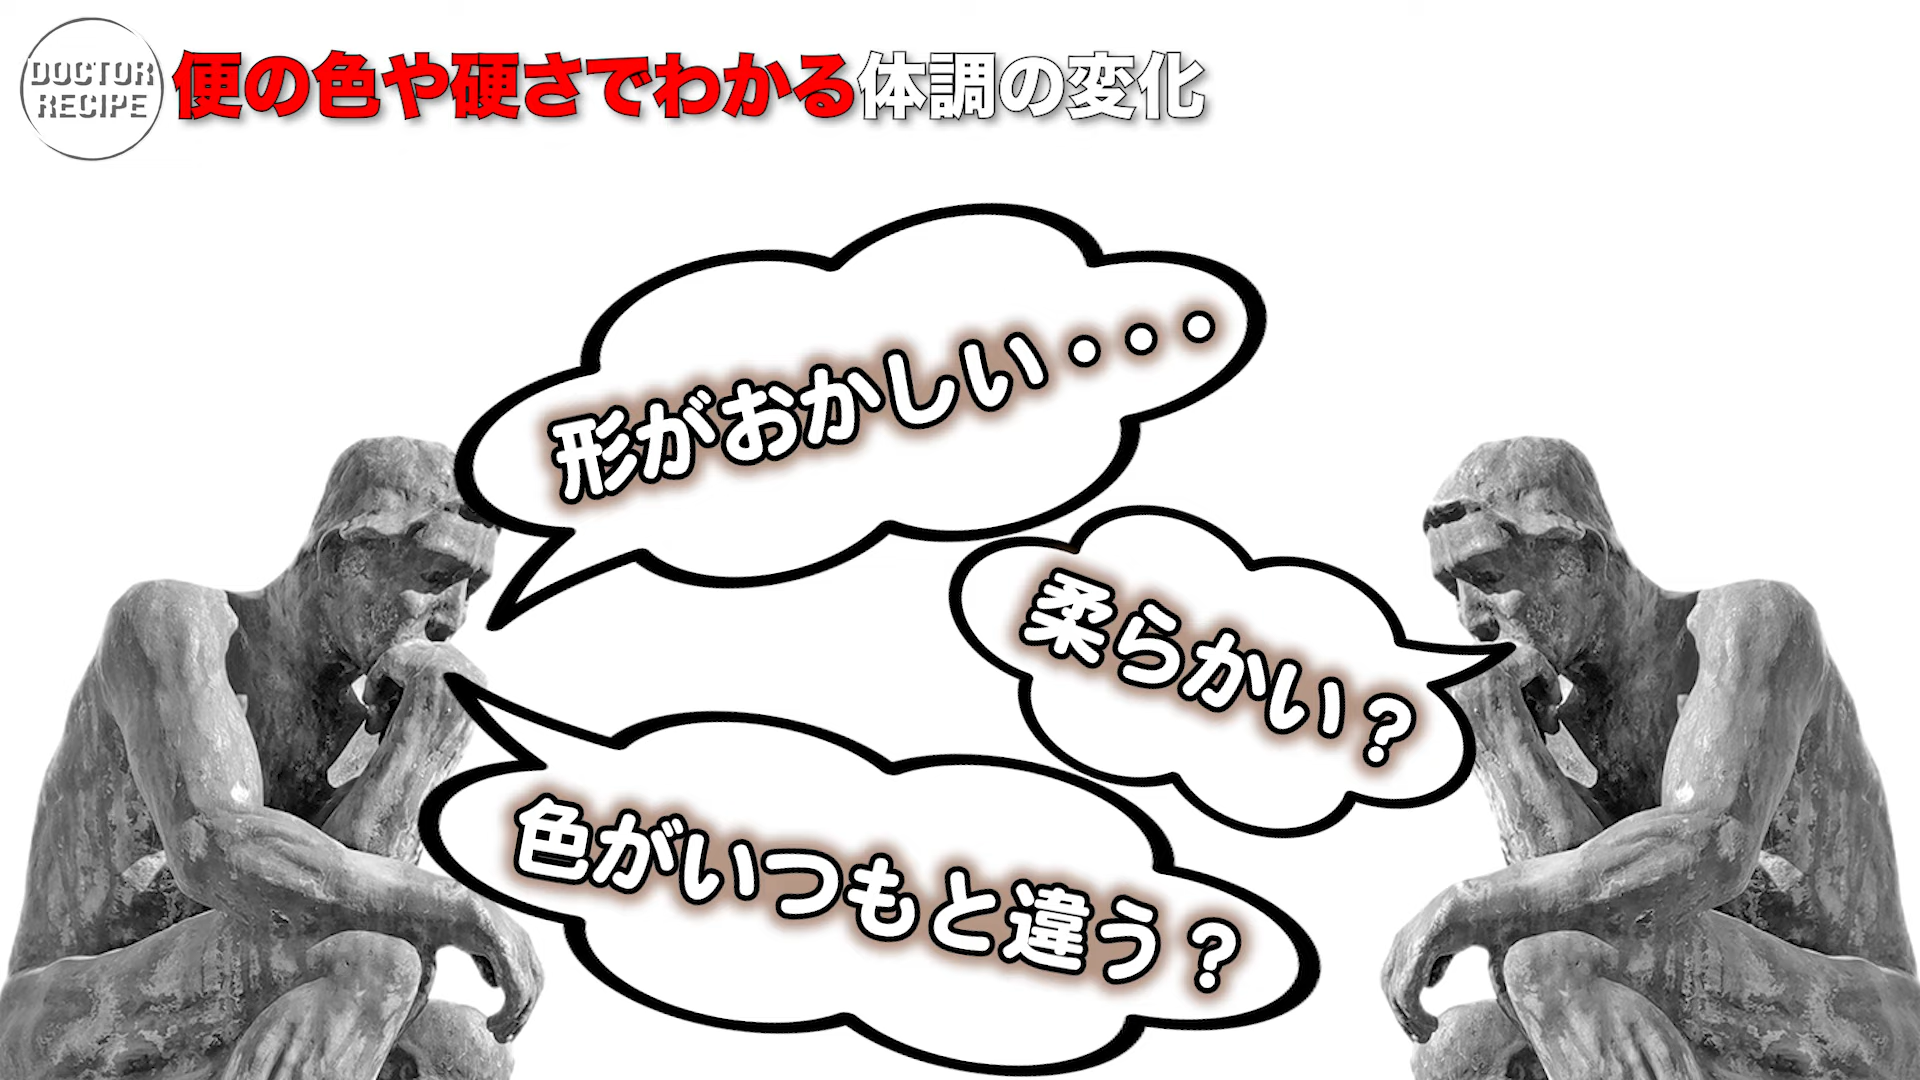 DOCTOR
RECIPE
便の色や硬さでわかる体調の変化
形がおかしい・・・
柔らかい？
色がいつもと違う？